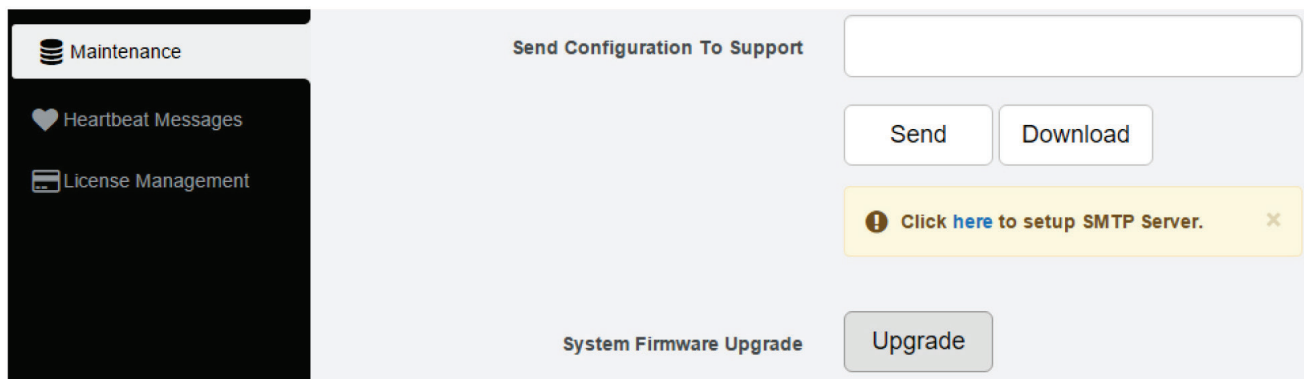 Maintenance
Heartbeat Messages
License Management
Send Configuration To Support
Send
Download
Click here to setup SMTP Server.
×
System Firmware Upgrade
Upgrade